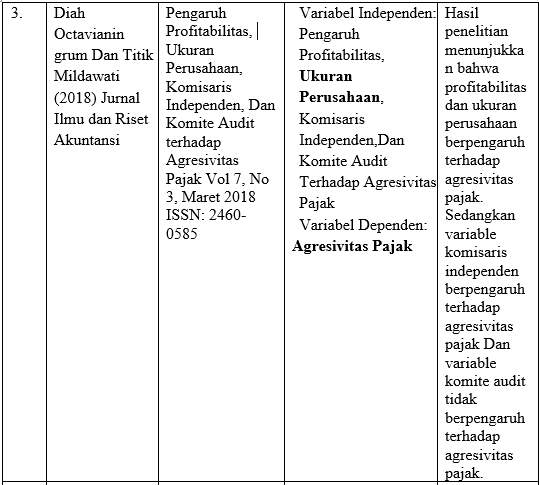 3.
Diah
Octavianin
grum Dan Titik
Mildawati
(2018) Jurnal
Ilmu dan Riset
Akuntansi
Pengaruh
Profitabilitas,
Ukuran
Perusahaan,
Komisaris
Independen, Dan
Komite Audit
terhadap
Agresivitas
Pajak Vol 7, No
3, Maret 2018
ISSN: 2460-
0585
Variabel Independen:
Pengaruh
Profitabilitas,
Ukuran
Perusahaan,
Komisaris
Independen,Dan
Komite Audit
Terhadap Agresivitas
Pajak
Variabel Dependen:
Agresivitas Pajak
Hasil
penelitian
menunjukka
n bahwa
profitabilitas
dan ukuran
perusahaan
berpengaruh
terhadap
agresivitas
pajak.
Sedangkan
variable
komisaris
independen
berpengaruh
terhadap
agresivitas
pajak Dan
variable
komite audit
tidak
berpengaruh
terhadap
agresivitas
pajak.